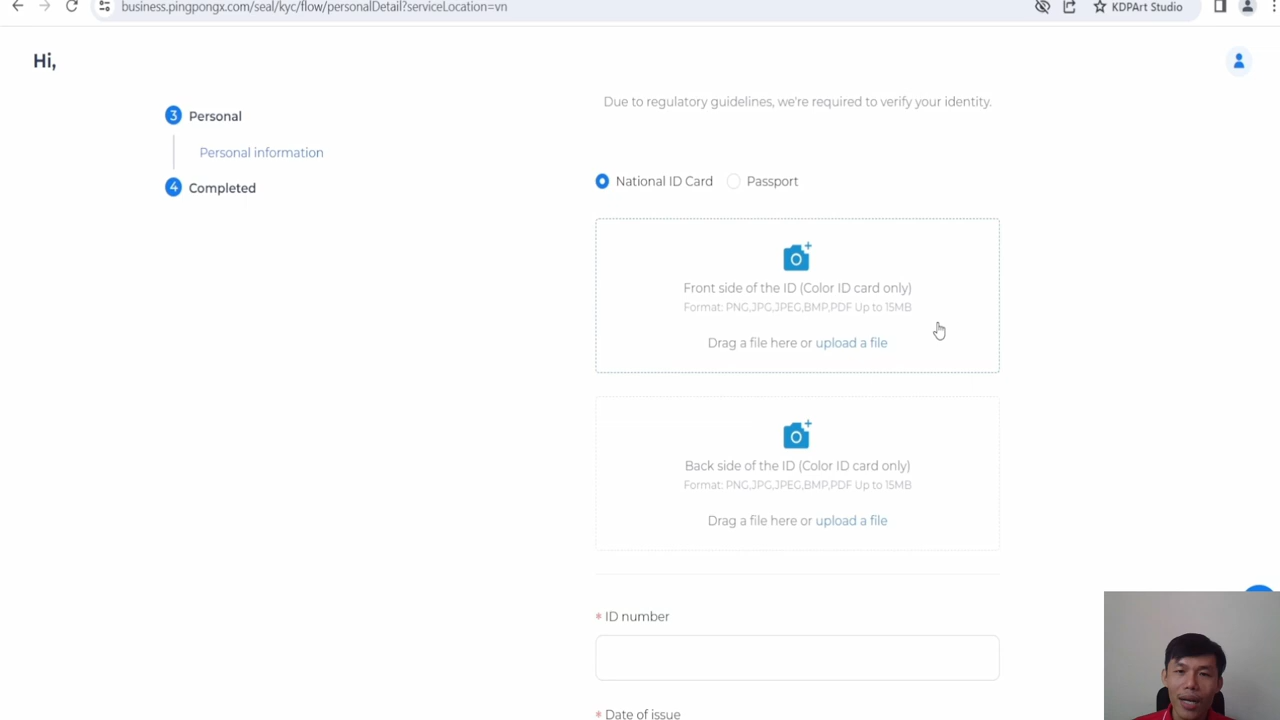 business.pingpongx.com/seal/kyc/flow/personalDetail?serviceLocation=vn
KDPArt Studio
Hi,
Due to regulatory guidelines, we're required to verify your identity.
3 Personal
Personal information
4 Completed
National ID Card
Passport
Front side of the ID (Color ID card only)
Format: PNG,JPG,JPEG,BMP,PDF Up to 15MB
Drag a file here or upload a file
Back side of the ID (Color ID card only)
Format: PNG,JPG,JPEG,BMP,PDF Up to 15MB
Drag a file here or upload a file
* ID number
* Date of issue